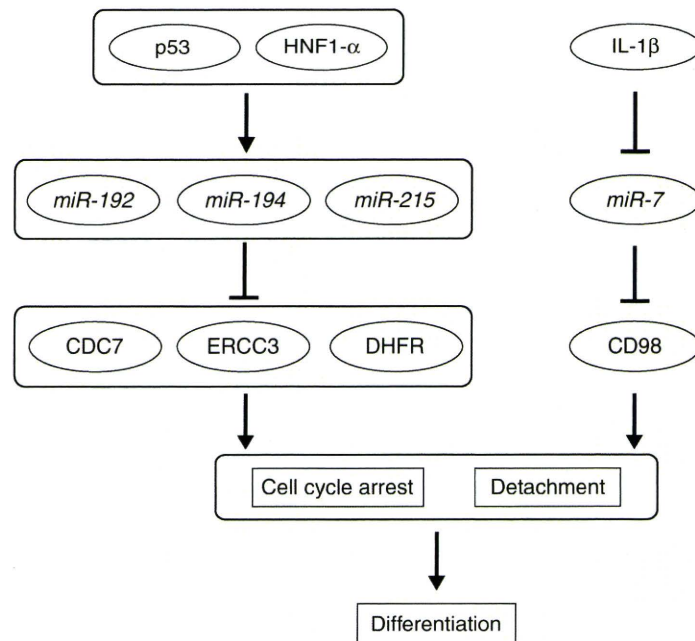 p53 HNF1-α IL-1β
miR-192 miR-194 miR-215 miR-7
CDC7 ERCC3 DHFR CD98
Cell cycle arrest Detachment
Differentiation